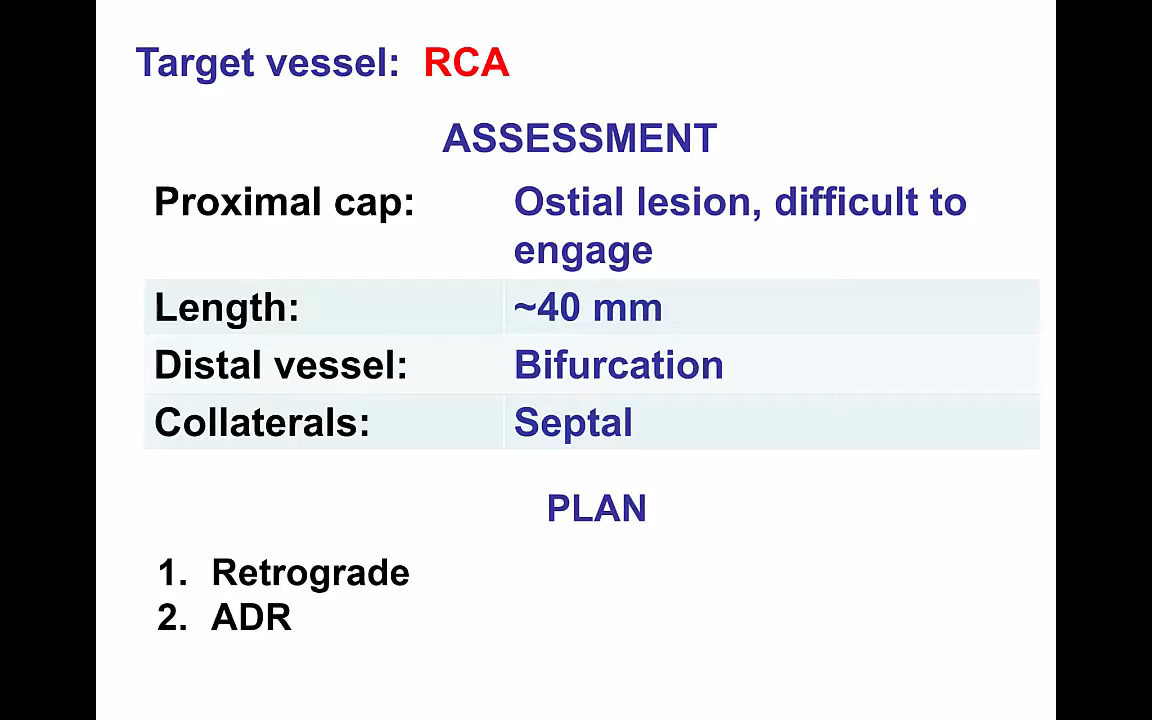 Target vessel: RCA
ASSESSMENT
Proximal cap: Ostial lesion, difficult to
engage
Length: ~40 mm
Distal vessel: Bifurcation
Collaterals: Septal
PLAN
1. Retrograde
2. ADR